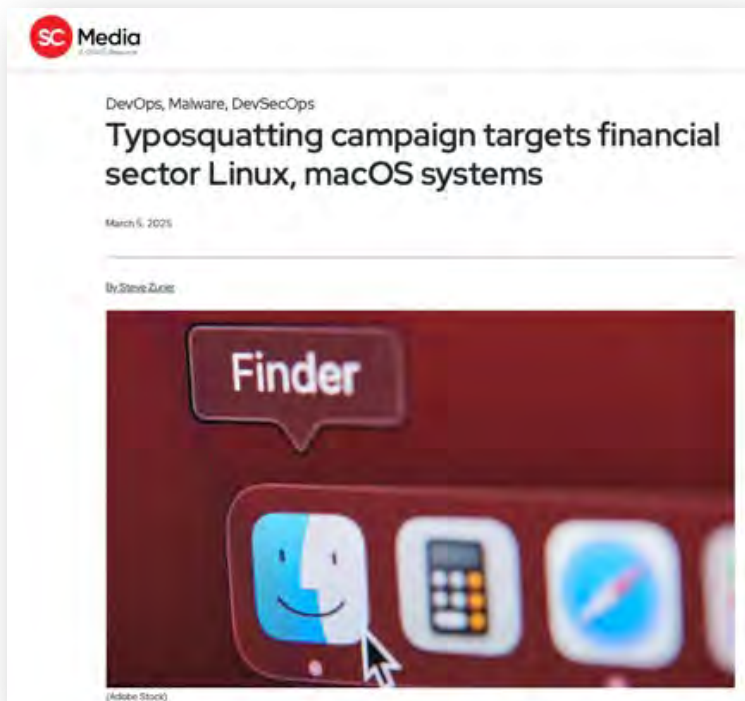 SC Media
DevOps, Malware, DevSecOps
Typosquatting campaign targets financial
sector Linux, macOS systems
March 5, 2025
By Steve Zurier
Finder
(Adobe Stock)